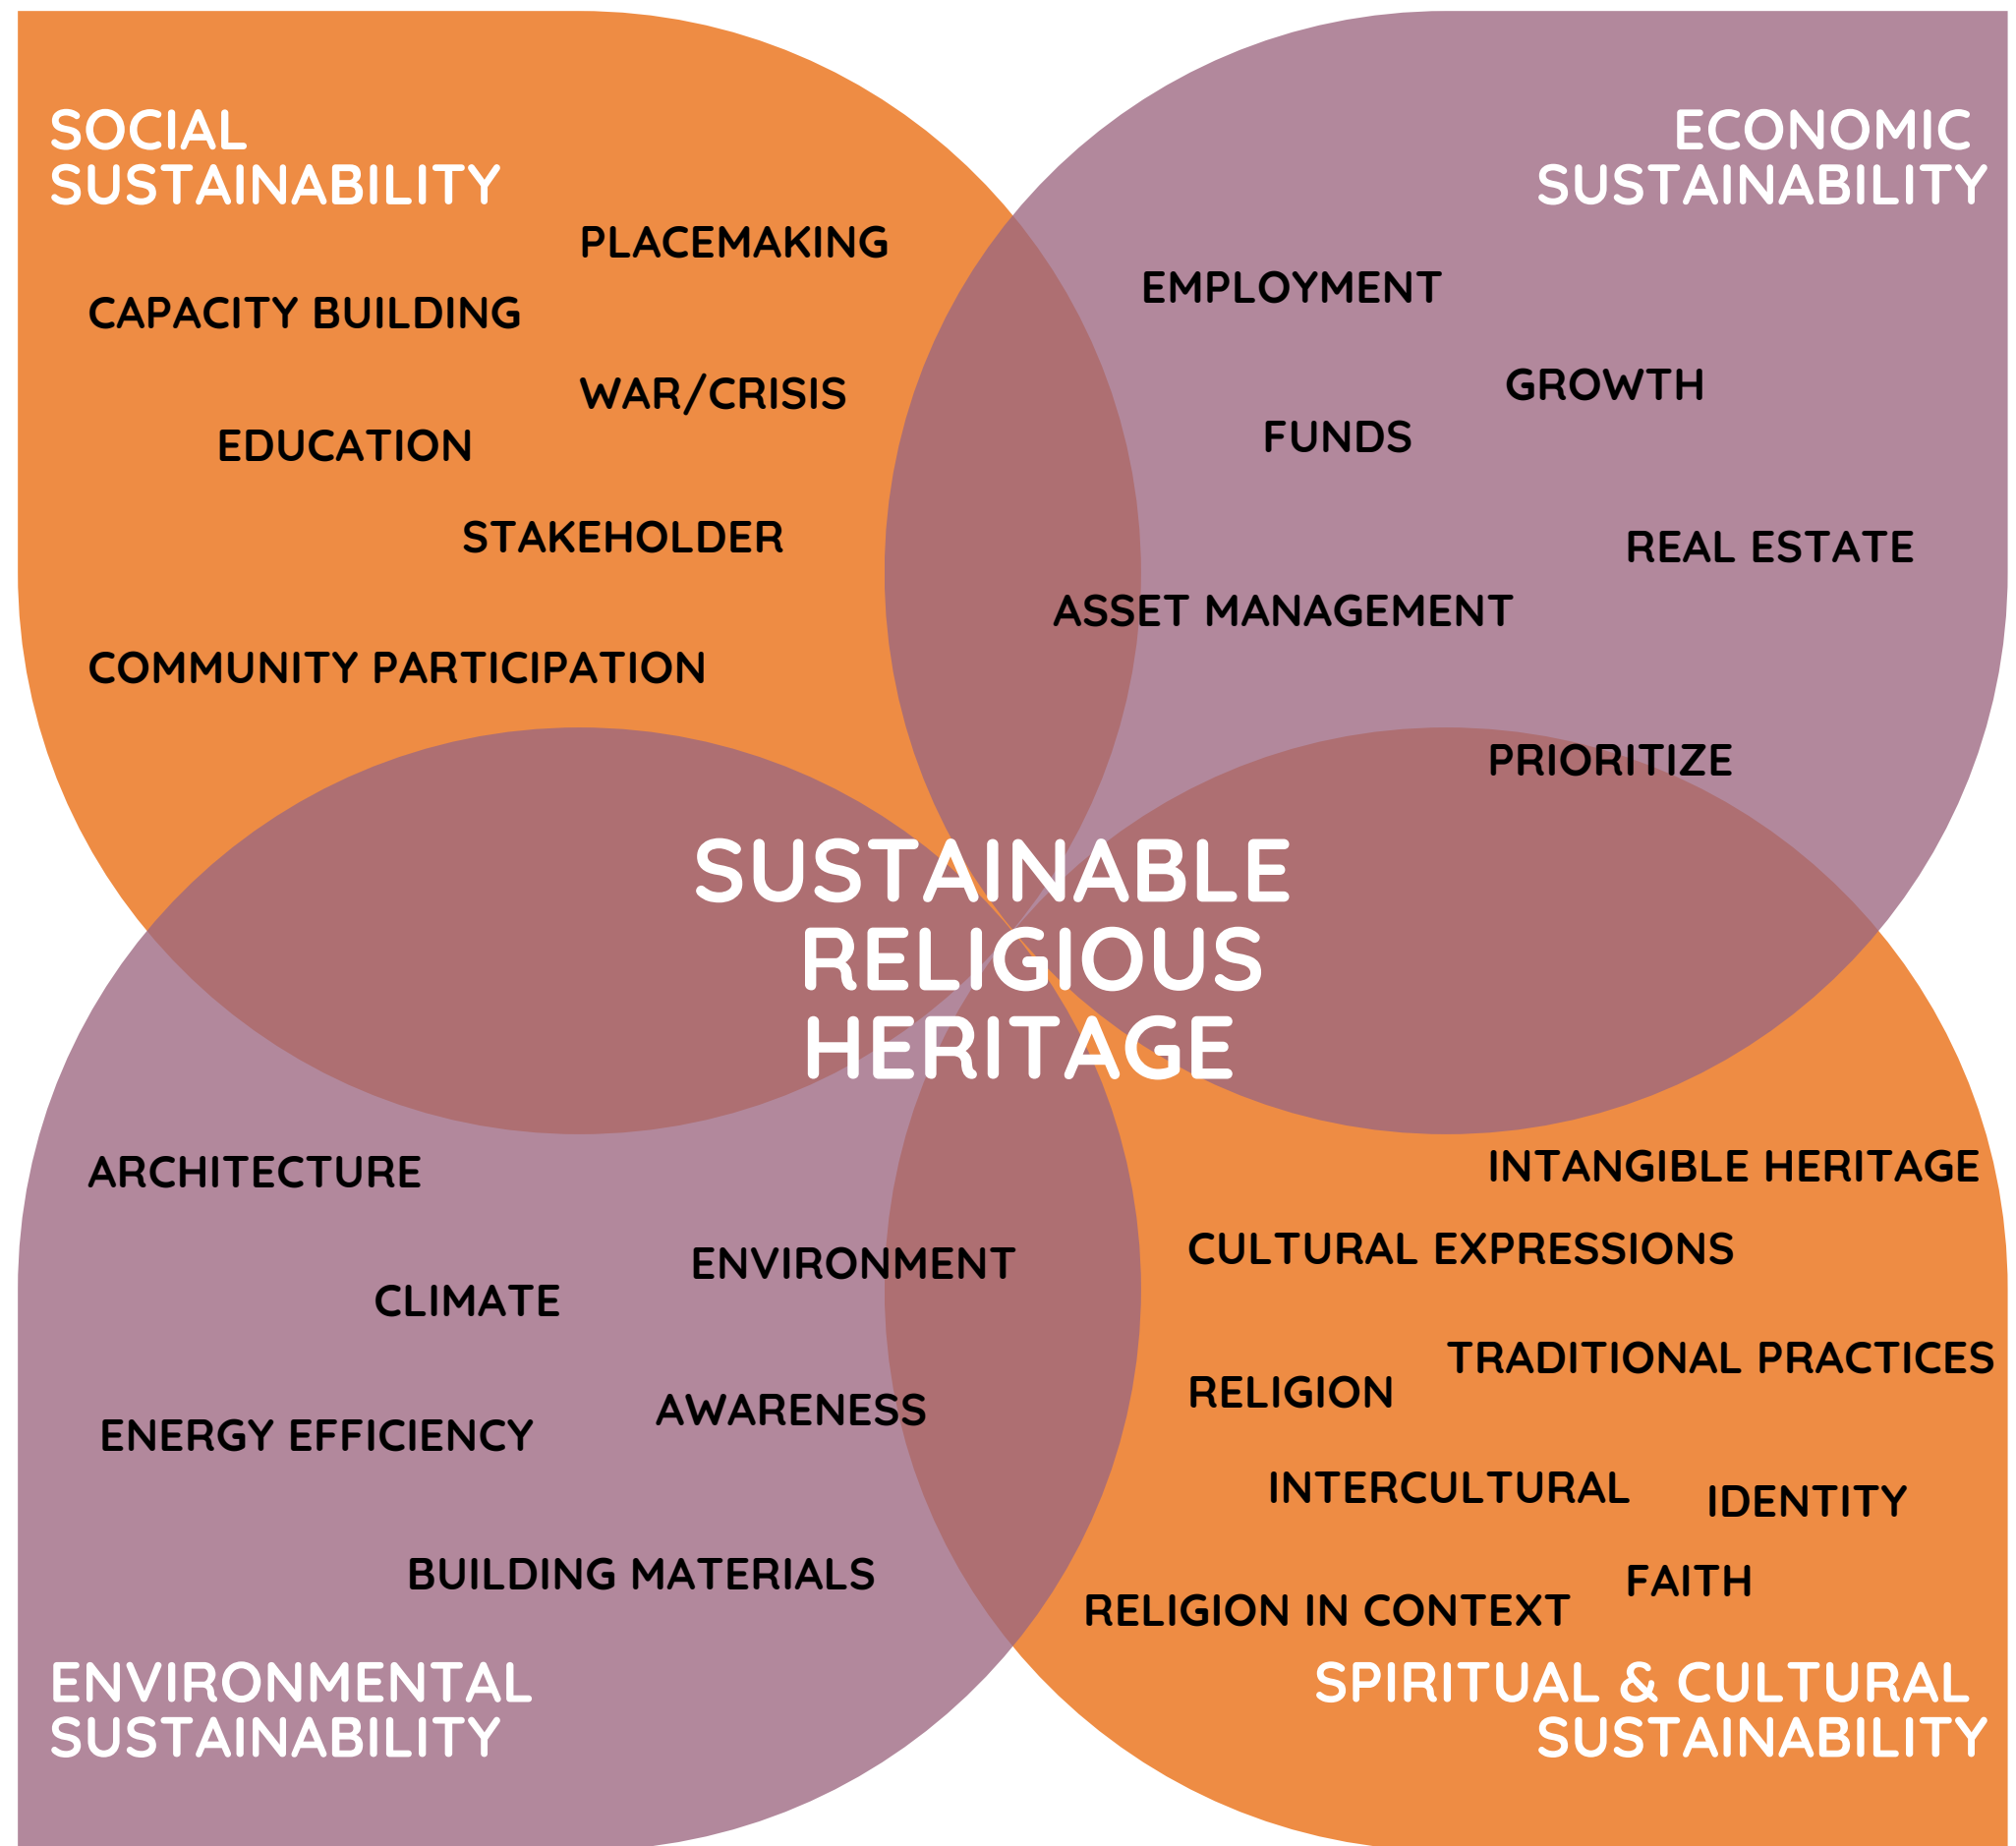 SOCIAL
SUSTAINABILITY
PLACEMAKING
CAPACITY BUILDING
WAR/CRISIS
EDUCATION
STAKEHOLDER
COMMUNITY PARTICIPATION
ECONOMIC
SUSTAINABILITY
EMPLOYMENT
GROWTH
FUNDS
REAL ESTATE
ASSET MANAGEMENT
PRIORITIZE
SUSTAINABLE
RELIGIOUS
HERITAGE
ARCHITECTURE
ENVIRONMENT
CLIMATE
AWARENESS
ENERGY EFFICIENCY
BUILDING MATERIALS
ENVIRONMENTAL
SUSTAINABILITY
INTANGIBLE HERITAGE
CULTURAL EXPRESSIONS
TRADITIONAL PRACTICES
RELIGION
INTERCULTURAL
IDENTITY
FAITH
RELIGION IN CONTEXT
SPIRITUAL & CULTURAL
SUSTAINABILITY